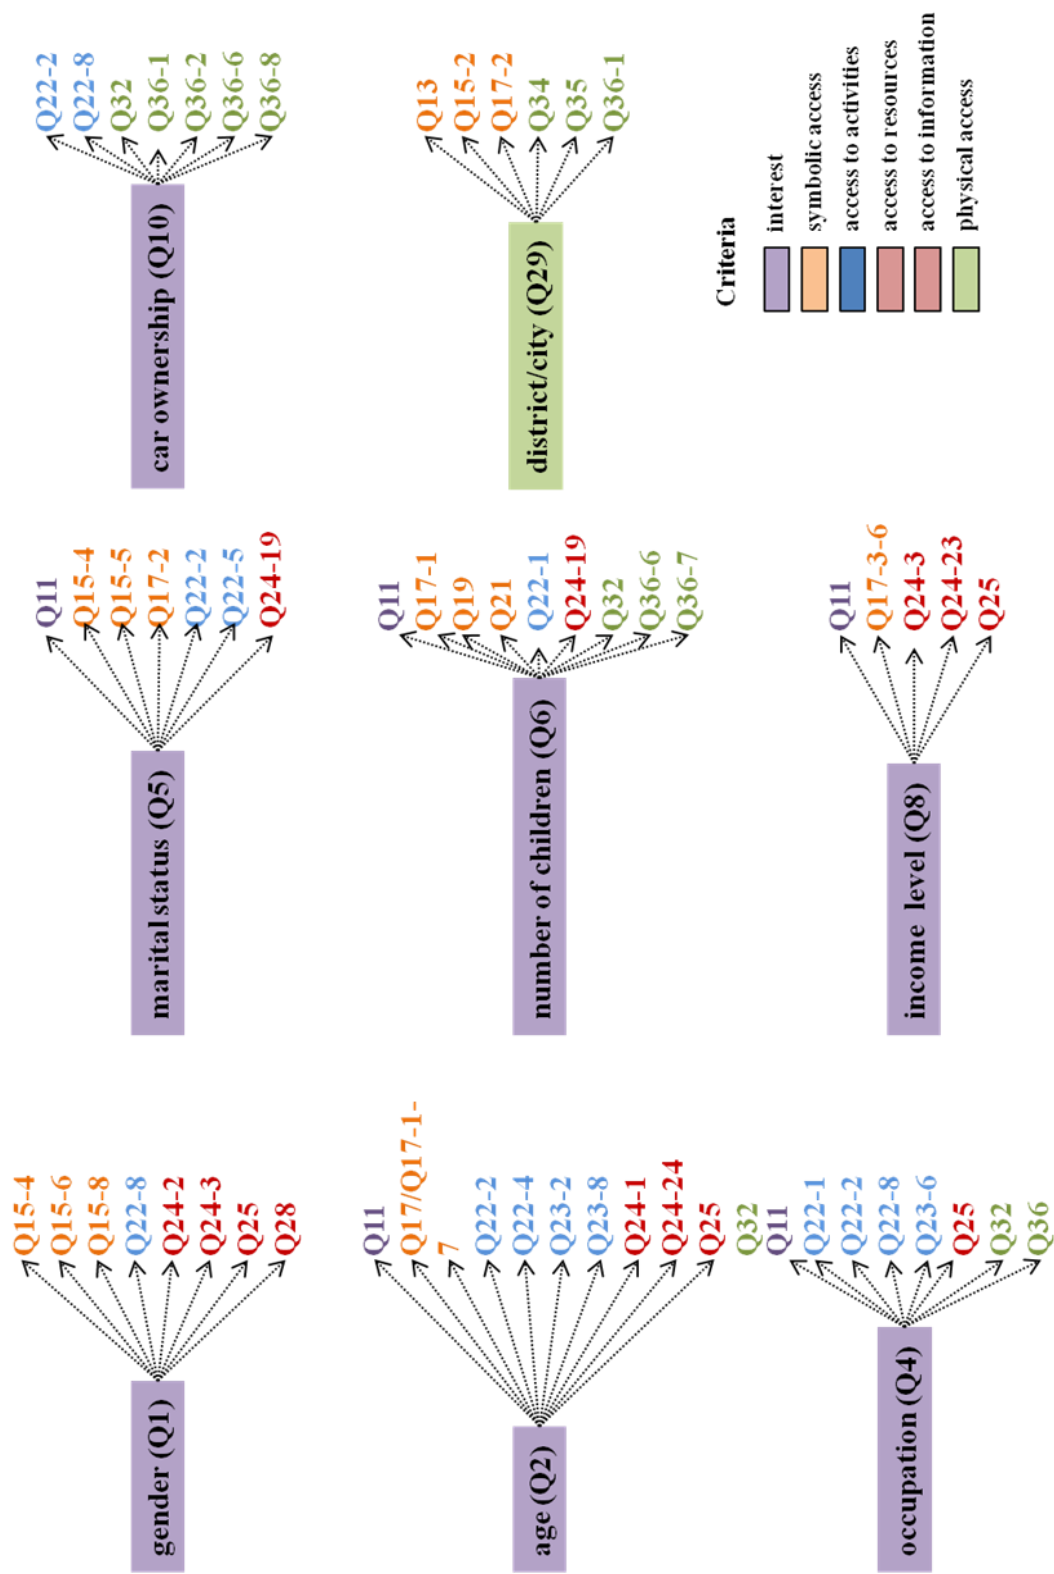 gender (Q1)
Q15-4
Q15-6
Q15-8
Q22-8
Q24-2
Q24-3
Q25
Q28
marital status (Q5)
Q11
Q15-4
Q15-5
Q17-2
Q22-2
Q22-5
Q24-19
car ownership (Q10)
Q22-2
Q22-8
Q32
Q36-1
Q36-2
Q36-6
Q36-8
age (Q2)
Q11
Q17/Q17-1-
7
Q22-2
Q22-4
Q23-2
Q23-8
Q24-1
Q24-24
Q25
Q32
number of children (Q6)
Q11
Q17-1
Q19
Q21
Q22-1
Q24-19
Q32
Q36-6
Q36-7
district/city (Q29)
Q13
Q15-2
Q17-2
Q34
Q35
Q36-1
occupation (Q4)
Q11
Q22-1
Q22-2
Q22-8
Q23-6
Q25
Q32
Q36
income level (Q8)
Q11
Q17-3-6
Q24-3
Q24-23
Q25
Criteria
interest
symbolic access
access to activities
access to resources
access to information
physical access